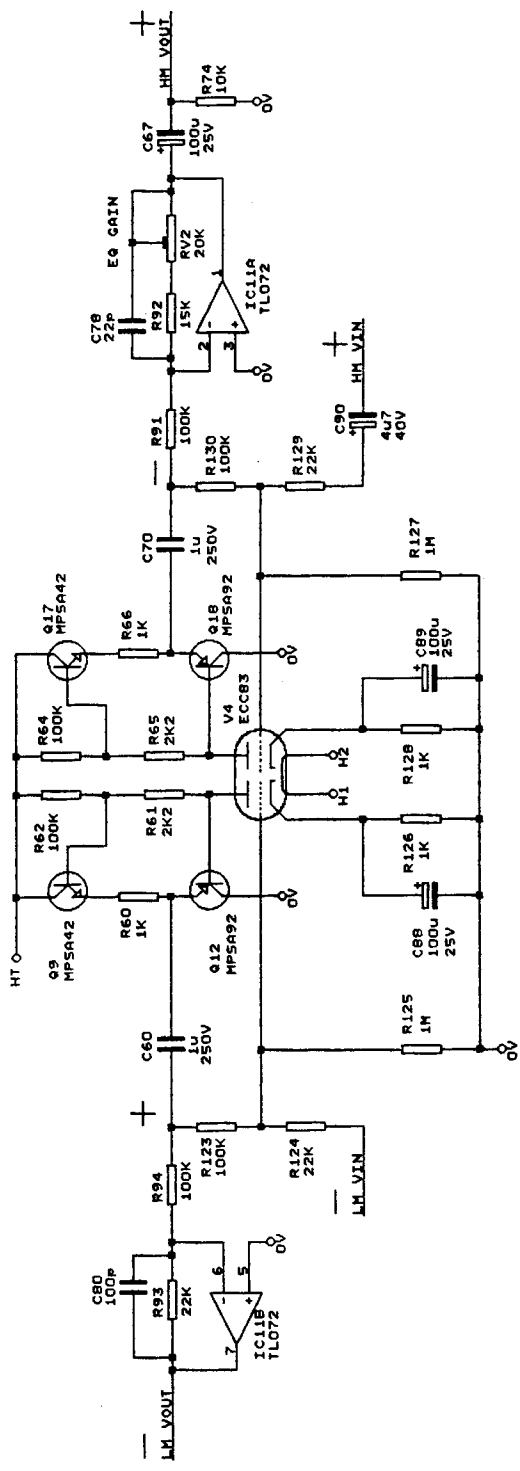 HT
Q9
MPSA42
R62
100K
R64
100K
Q17
MPSA42
R60
1K
R61
2K2
R65
2K2
R66
1K
C60
1u
250V
Q12
MPSA92
0V
V4
ECC83
Q18
MPSA92
0V
C70
1u
250V
LM VOUT
−
C80
100p
R93
22K
R94
100K
+
6
5
-
+
7
0V
IC11B
TL072
R123
100K
R124
22K
−
LM VIN
H1
H2
R125
1M
C88
+
100u
25V
R126
1K
R128
1K
C89
+
100u
25V
R127
1M
0V
−
R91
100K
R130
100K
R129
22K
C90
+
4u7
40V
+
HM VIN
C78
22p
EQ GAIN
R92
15K
RV2
20K
2
3
-
+
1
0V
IC11A
TL072
C67
+
100u
25V
+
HM VOUT
R74
10K
0V